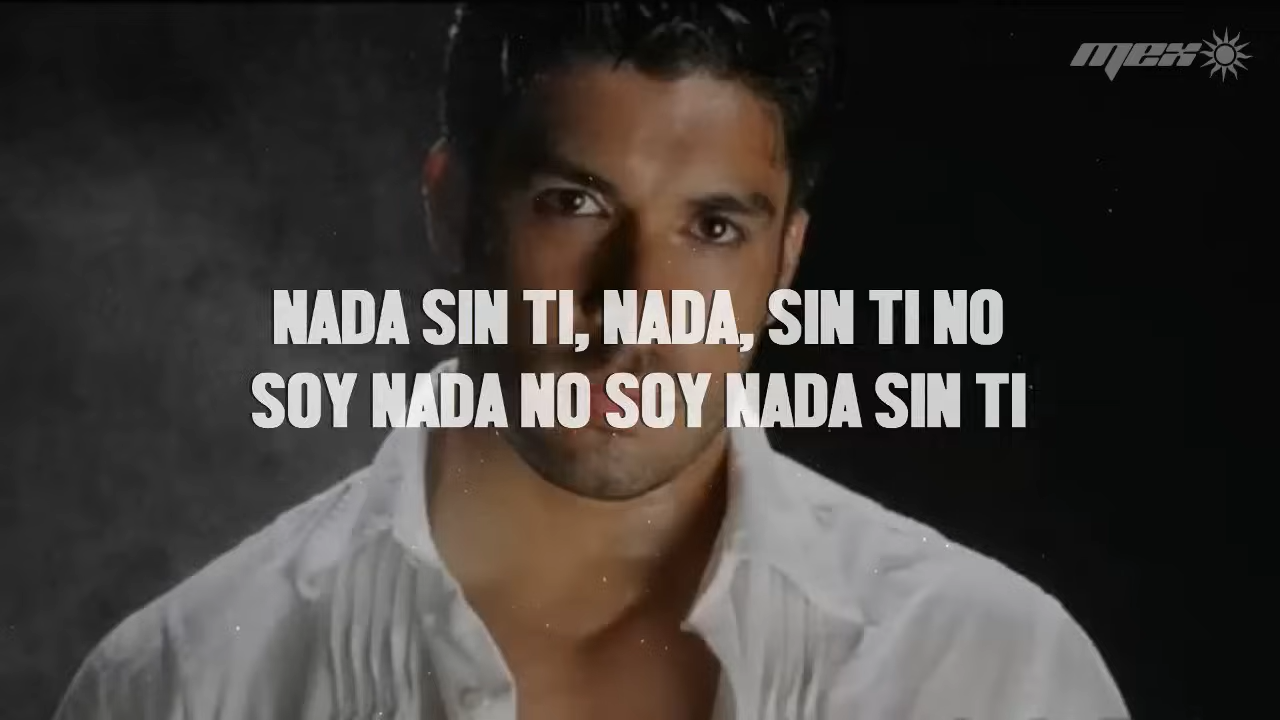 MEX
NADA SIN TI, NADA, SIN TI NO
SOY NADA NO SOY NADA SIN TI